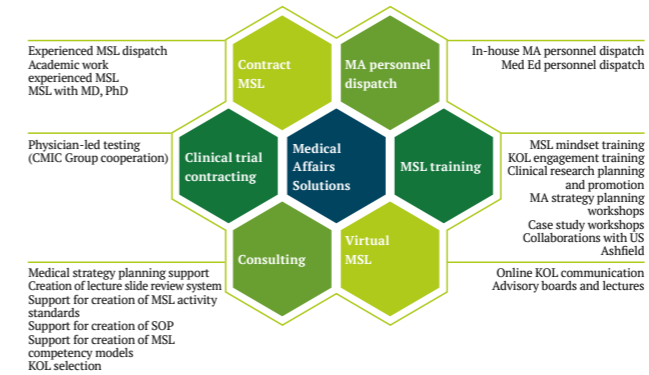 Experienced MSL dispatch
Academic work
experienced MSL
MSL with MD, PhD
Contract
MSL
MA personnel
dispatch
In-house MA personnel dispatch
Med Ed personnel dispatch
Physician-led testing
(CMIC Group cooperation)
Clinical trial
contracting
Medical
Affairs
Solutions
MSL training
MSL mindset training
KOL engagement training
Clinical research planning
and promotion
MA strategy planning
workshops
Case study workshops
Collaborations with US
Ashfield
Medical strategy planning support
Creation of lecture slide review system
Support for creation of MSL activity
standards
Support for creation of SOP
Support for creation of MSL
competency models
KOL selection
Consulting
Virtual
MSL
Online KOL communication
Advisory boards and lectures